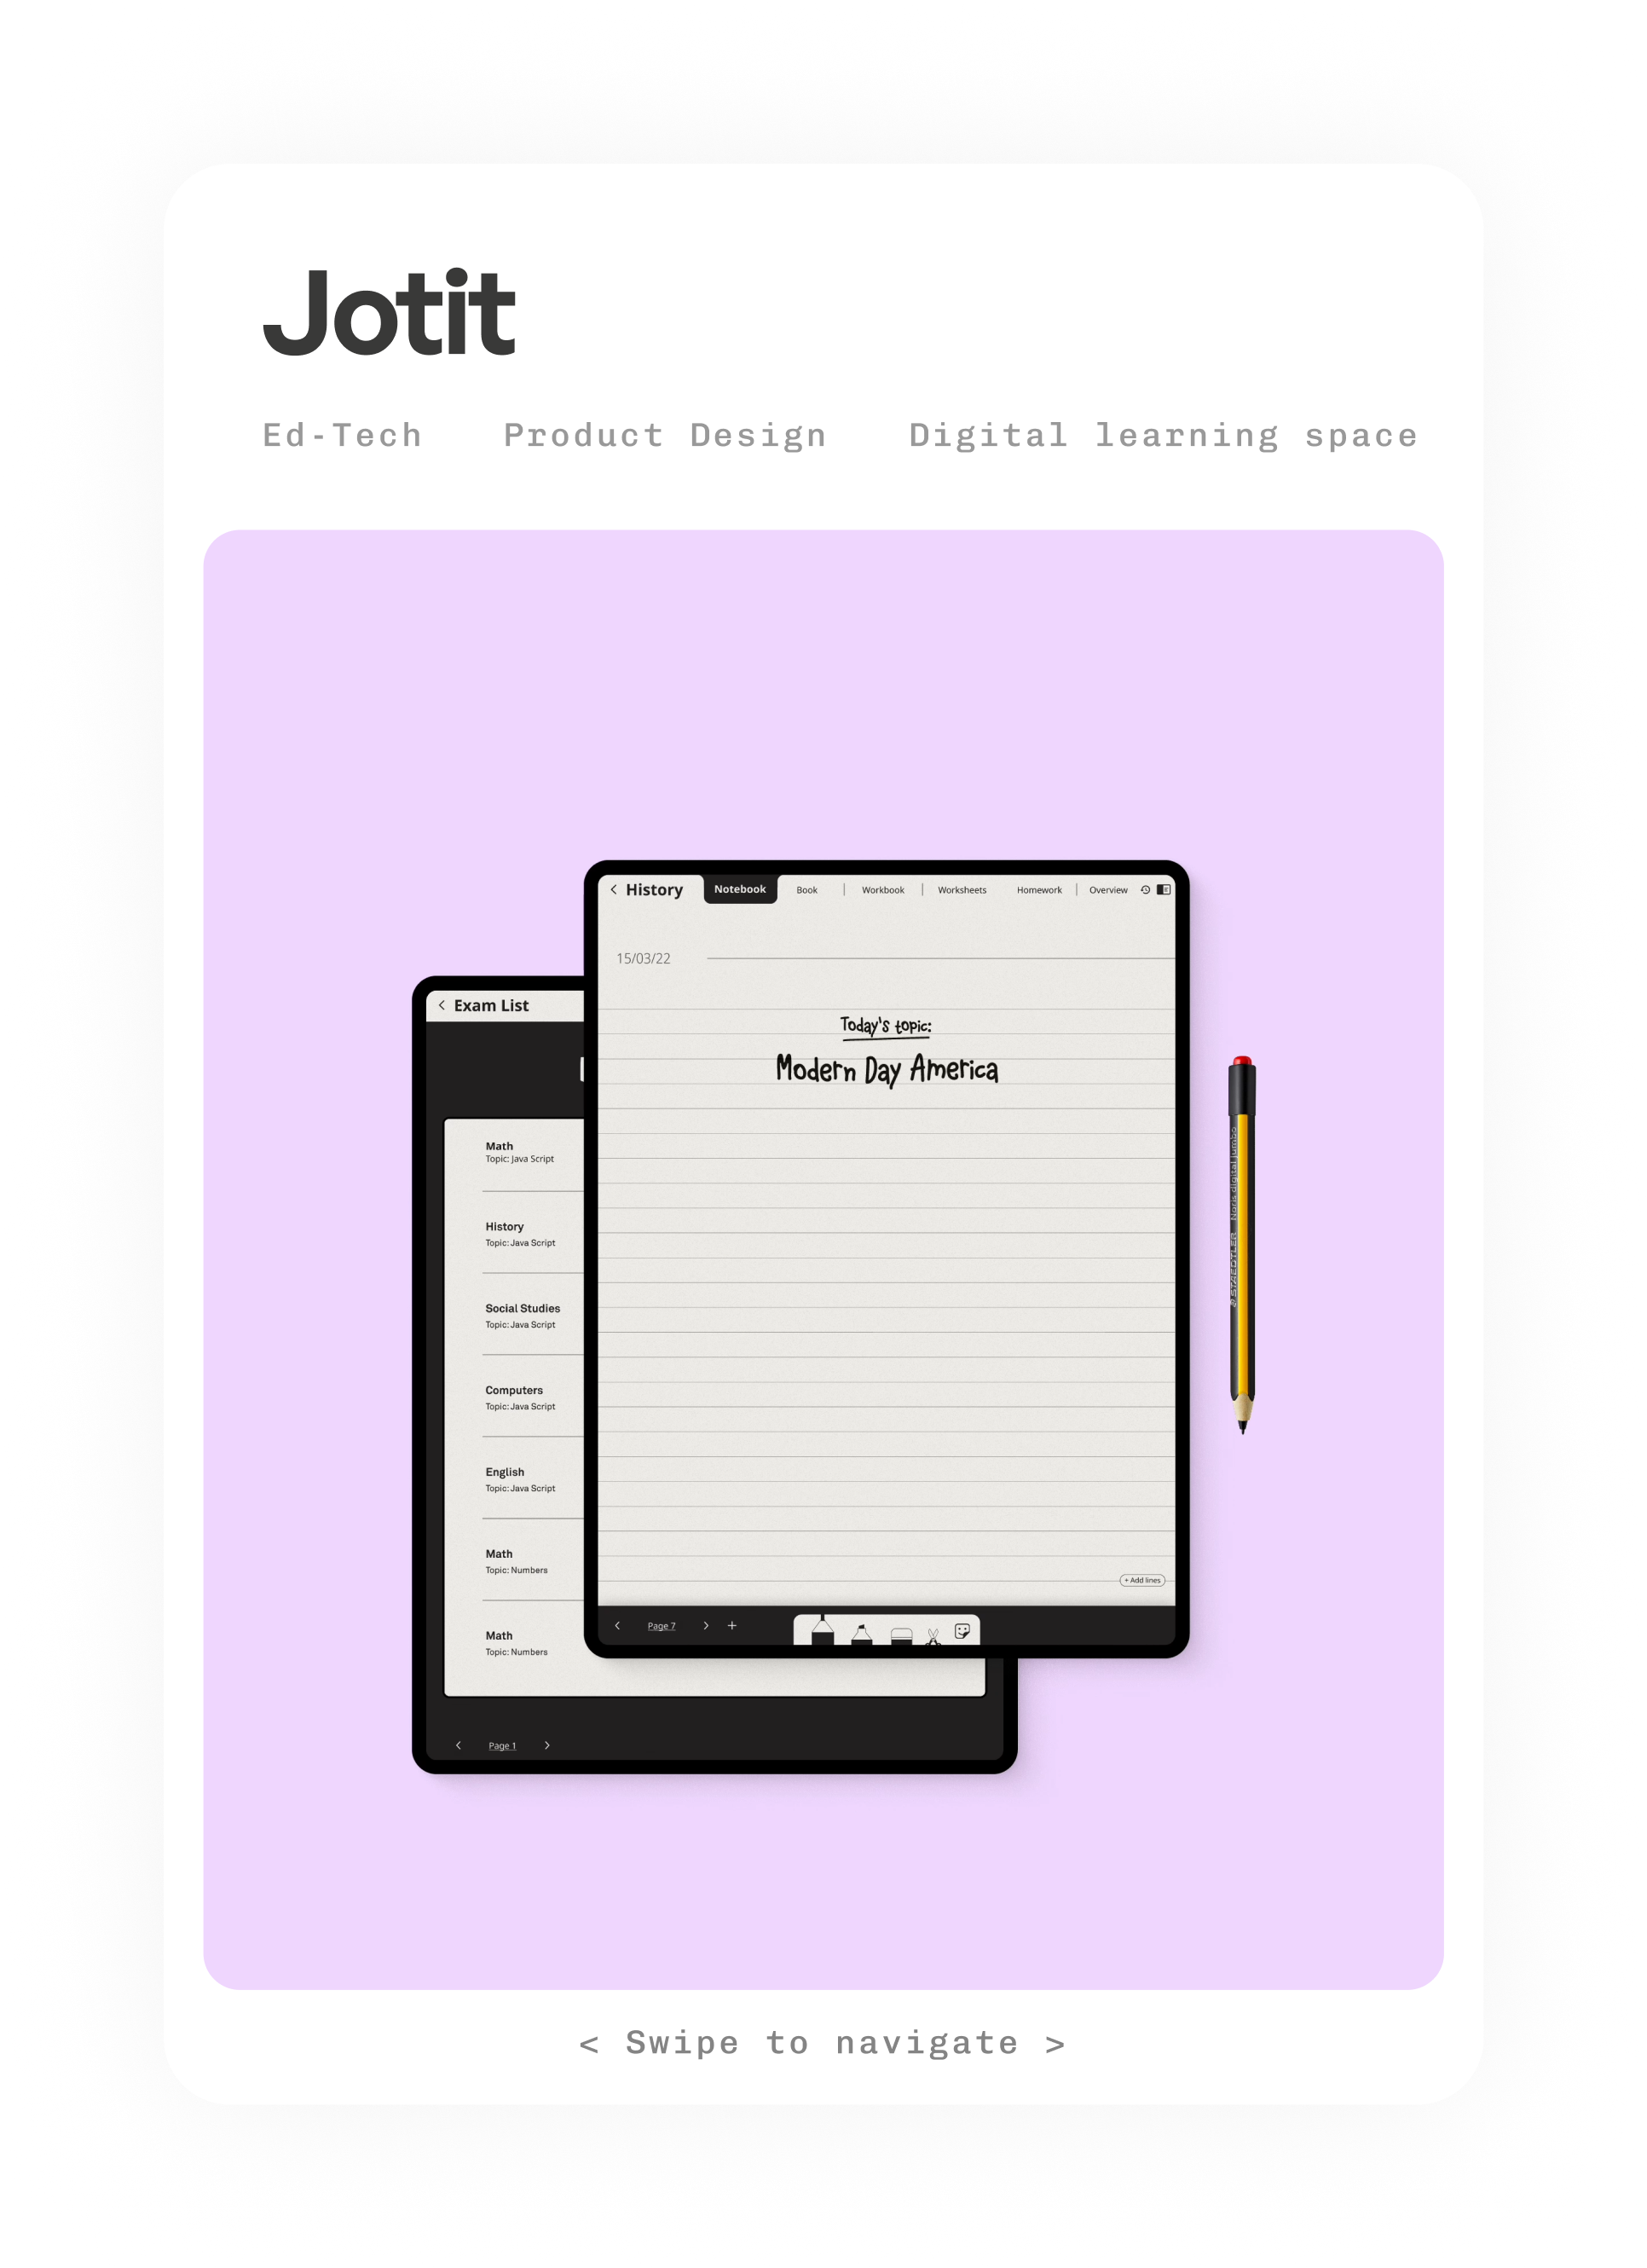 Jotit
Ed-Tech Product Design Digital learning space
History Notebook Book Workbook Worksheets Homework Overview
15/03/22
Today's topic:
Modern Day America
+ Add lines
Page 7
Exam List
Math
Topic: Java Script
History
Topic: Java Script
Social Studies
Topic: Java Script
Computers
Topic: Java Script
English
Topic: Java Script
Math
Topic: Numbers
Math
Topic: Numbers
Page 1
STAEDTLER Noris digital jumbo
< Swipe to navigate >